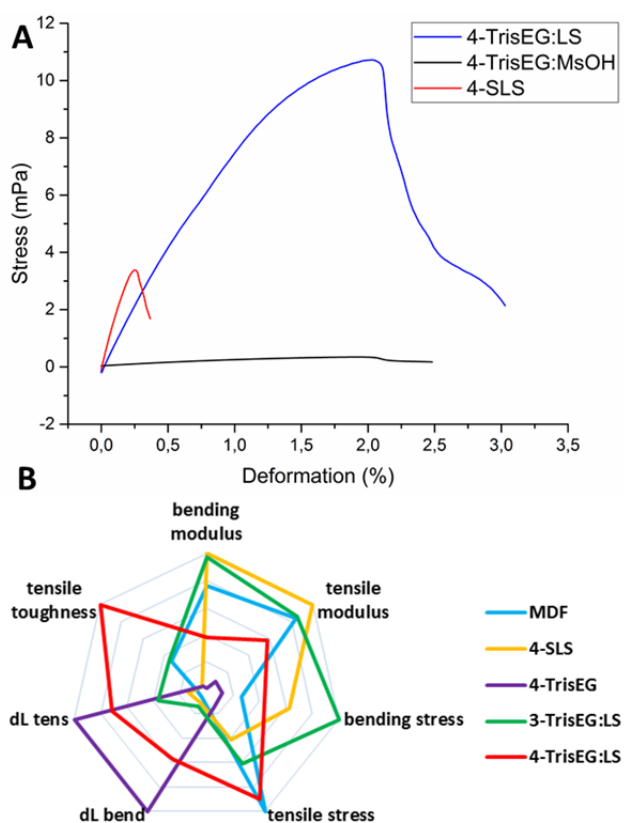 A
12
10
8
6
4
2
0
-2
Stress (mPa)
4-TrisEG:LS
4-TrisEG:MsOH
4-SLS
0,0 0,5 1,0 1,5 2,0 2,5 3,0 3,5
Deformation (%)
B
bending
modulus
tensile
toughness
tensile
modulus
dL tens
bending stress
dL bend
tensile stress
MDF
4-SLS
4-TrisEG
3-TrisEG:LS
4-TrisEG:LS